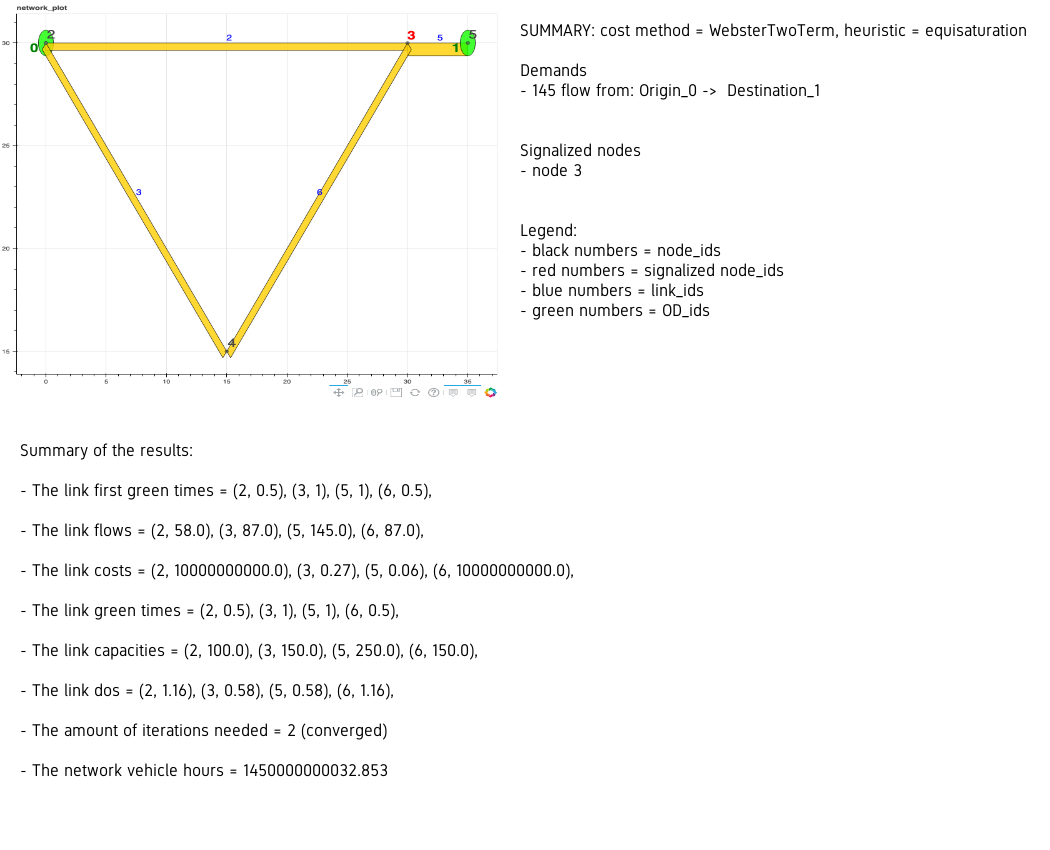 network_plot
30
25
20
15
0
5
10
15
20
25
30
35
2
0
2
3
5
1
5
3
6
4
SUMMARY: cost method = WebsterTwoTerm, heuristic = equisaturation
Demands
- 145 flow from: Origin_0 -> Destination_1
Signalized nodes
- node 3
Legend:
- black numbers = node_ids
- red numbers = signalized node_ids
- blue numbers = link_ids
- green numbers = OD_ids
Summary of the results:
- The link first green times = (2, 0.5), (3, 1), (5, 1), (6, 0.5),
- The link flows = (2, 58.0), (3, 87.0), (5, 145.0), (6, 87.0),
- The link costs = (2, 10000000000.0), (3, 0.27), (5, 0.06), (6, 10000000000.0),
- The link green times = (2, 0.5), (3, 1), (5, 1), (6, 0.5),
- The link capacities = (2, 100.0), (3, 150.0), (5, 250.0), (6, 150.0),
- The link dos = (2, 1.16), (3, 0.58), (5, 0.58), (6, 1.16),
- The amount of iterations needed = 2 (converged)
- The network vehicle hours = 1450000000032.853